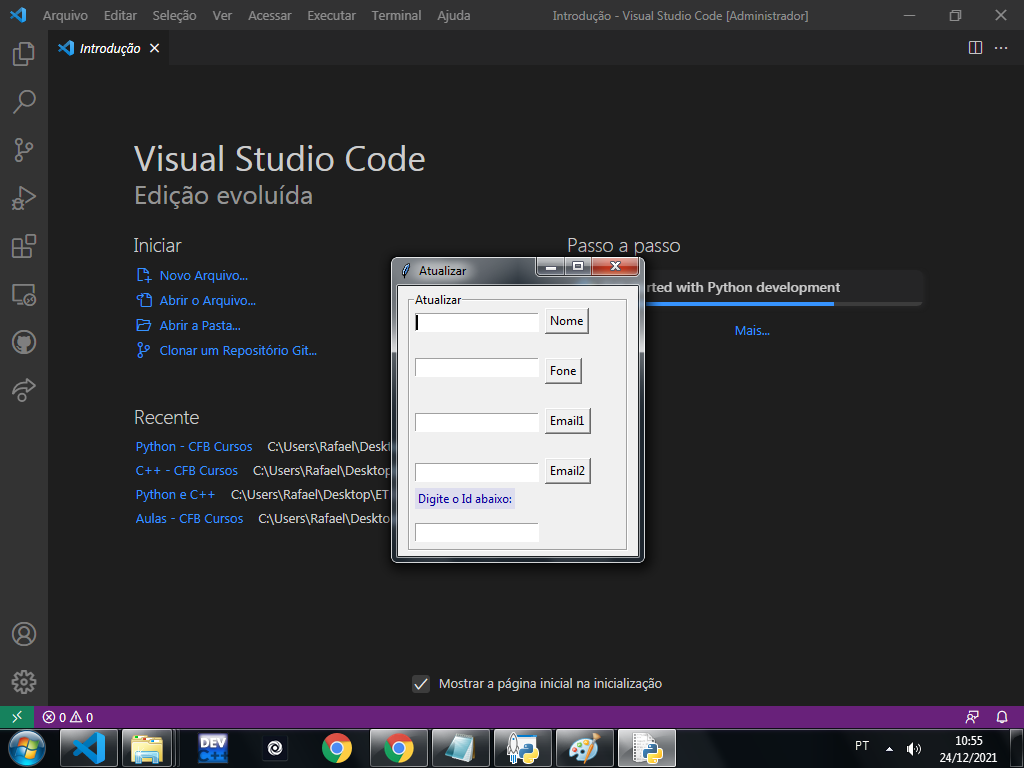 Arquivo Editar Seleção Ver Acessar Executar Terminal Ajuda Introdução - Visual Studio Code [Administrador]
Introdução
Visual Studio Code
Edição evoluída
Iniciar
Novo Arquivo...
Abrir o Arquivo...
Abrir a Pasta...
Clonar um Repositório Git...
Recente
Python - CFB Cursos C:\Users\Rafael\Deskt
C++ - CFB Cursos C:\Users\Rafael\Desktop
Python e C++ C:\Users\Rafael\Desktop\ET
Aulas - CFB Cursos C:\Users\Rafael\Deskto
Passo a passo
rted with Python development
Mais...
Atualizar
Atualizar
Nome
Fone
Email1
Email2
Digite o Id abaixo:
Mostrar a página inicial na inicialização
0 0
DEV
C++
PT
10:55
24/12/2021